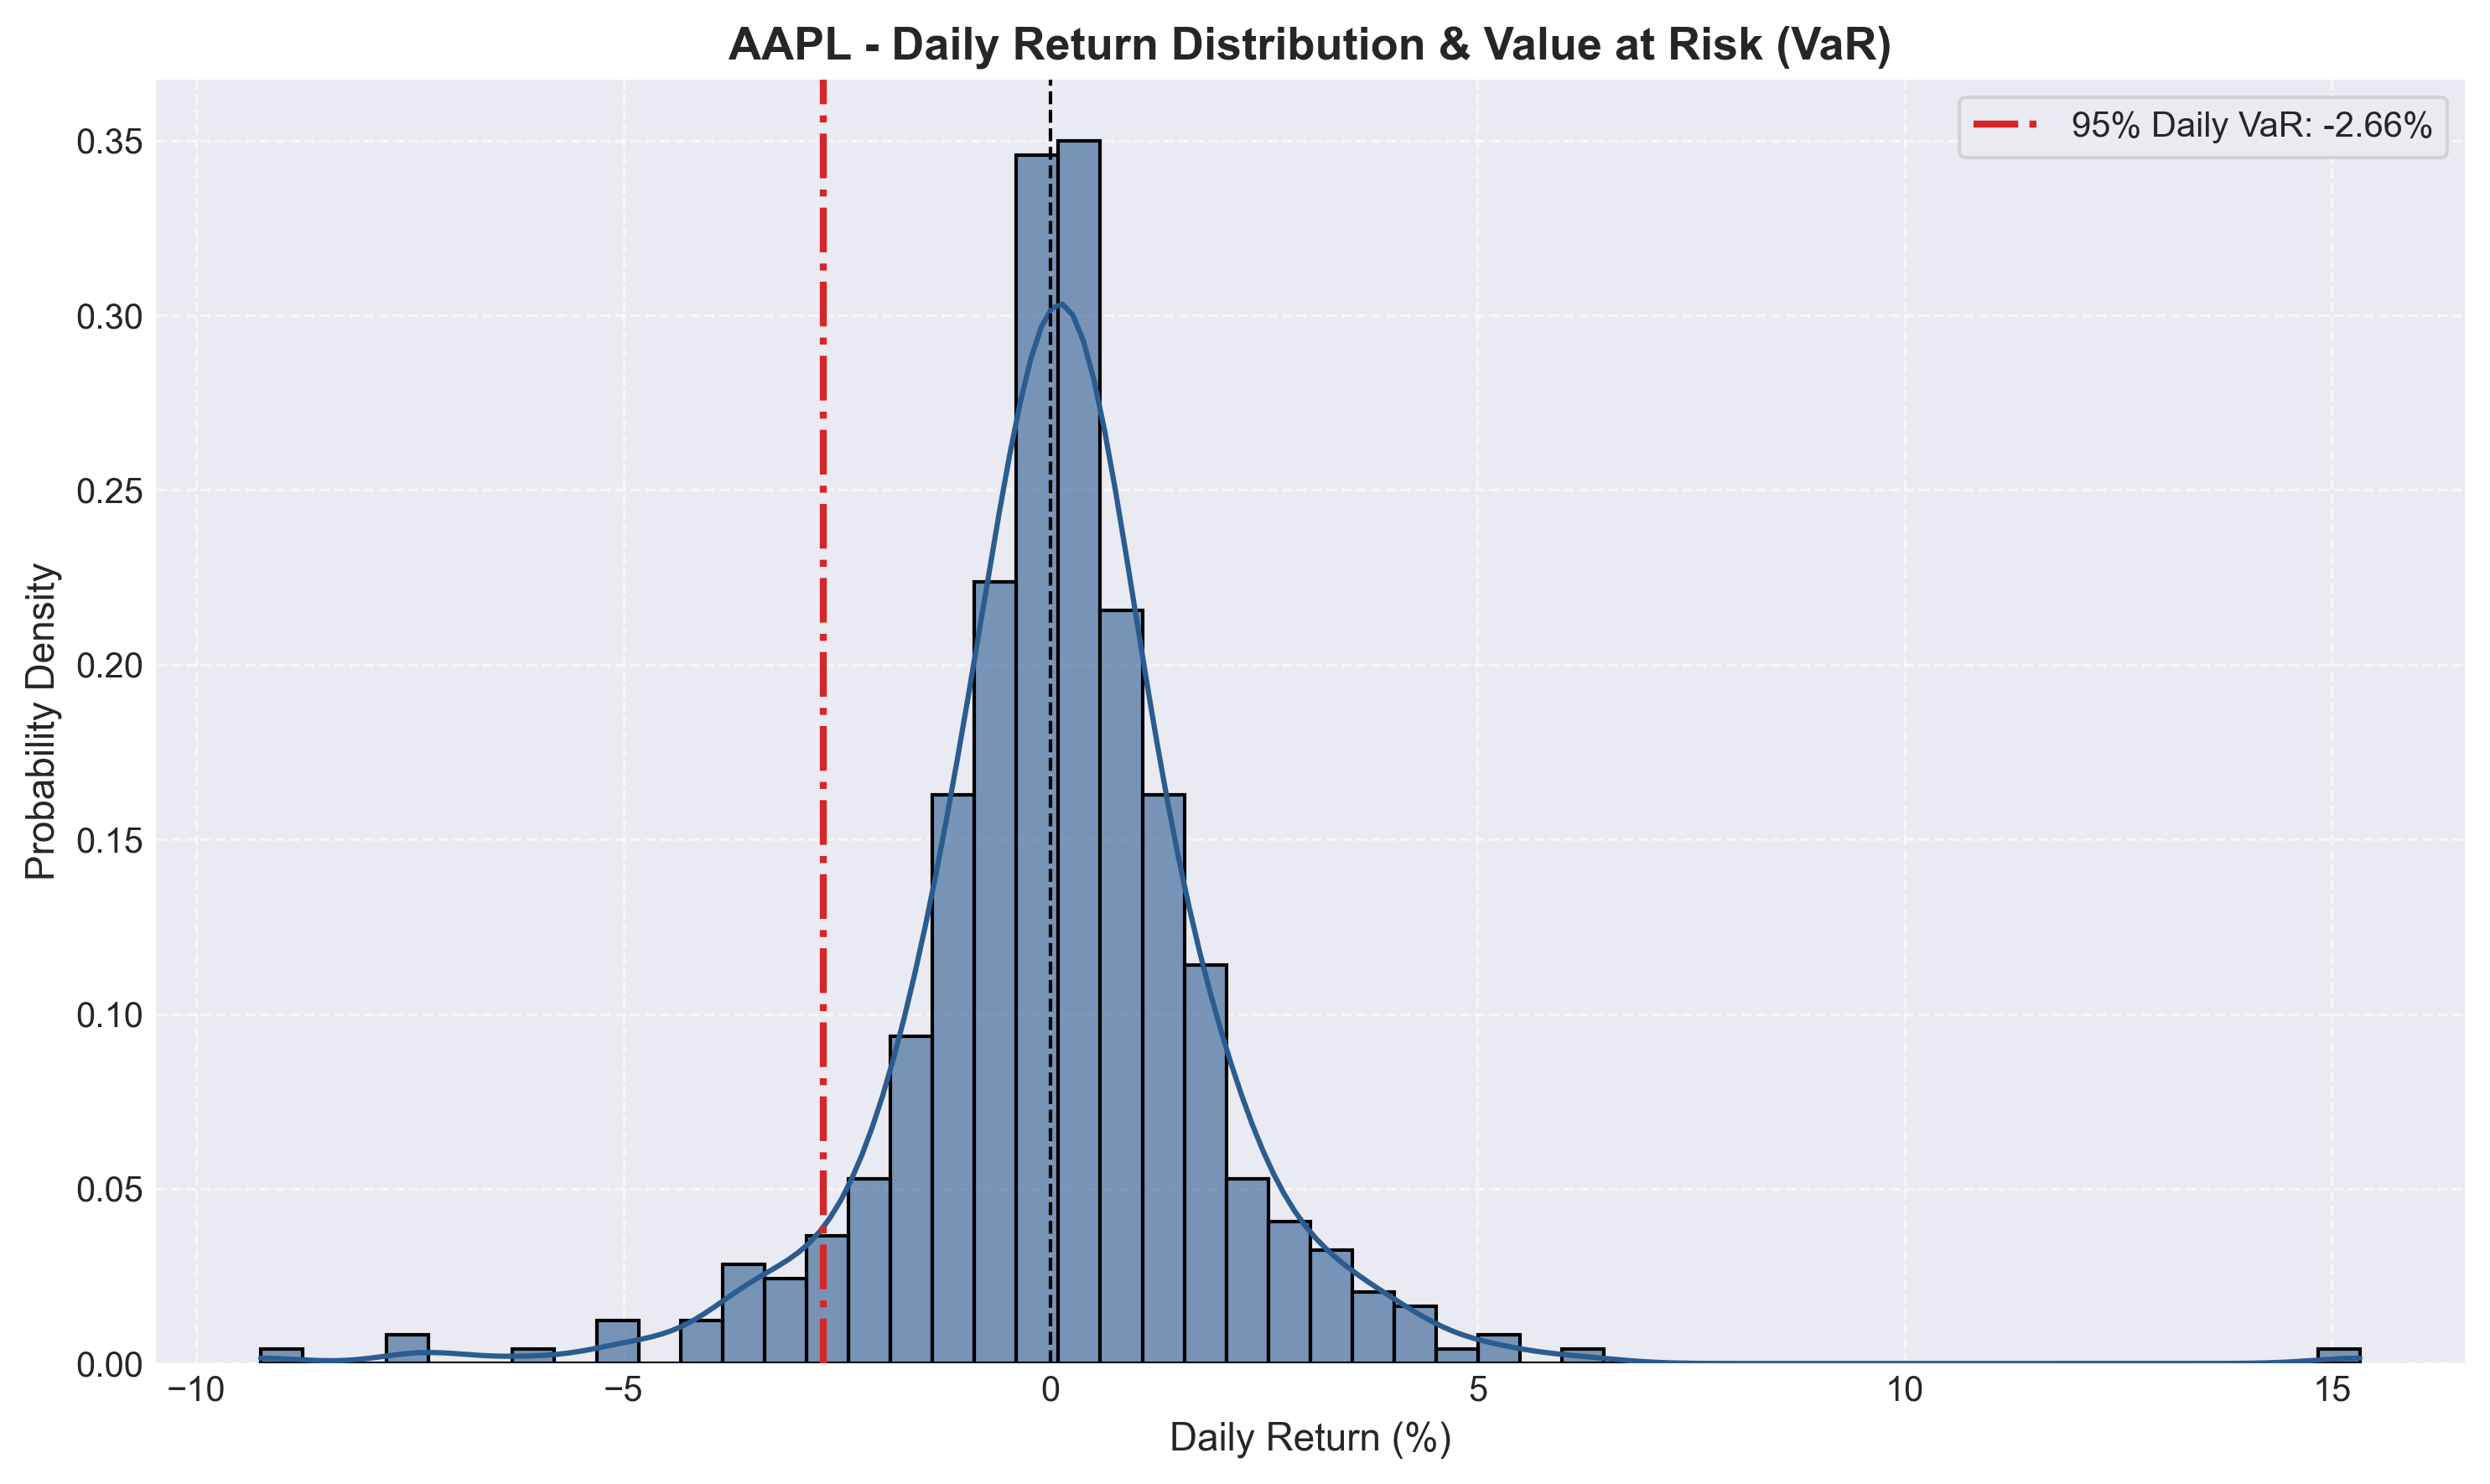 AAPL - Daily Return Distribution & Value at Risk (VaR)
95% Daily VaR: -2.66%
Probability Density
0.35
0.30
0.25
0.20
0.15
0.10
0.05
0.00
−10 −5 0 5 10 15
Daily Return (%)